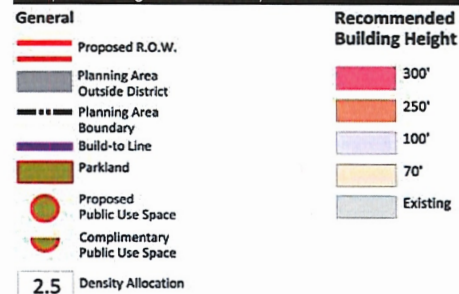 General
Proposed R.O.W.
Planning Area
Outside District
Planning Area
Boundary
Build-to Line
Parkland
Proposed
Public Use Space
Complimentary
Public Use Space
2.5 Density Allocation
Recommended
Building Height
300'
250'
100'
70'
Existing